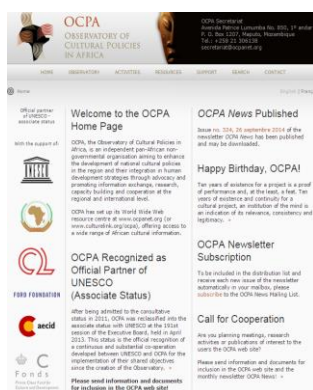 OCPA
OBSERVATORY OF
CULTURAL POLICIES
IN AFRICA
OCPA Secretariat
Avenida Patrice Lumumba No. 850, 1º andar
P. O. Box 1207, Maputo, Mozambique
Tel.: +258 21 306138
secretariat@ocpanet.org
HOME OBSERVATORY ACTIVITIES RESOURCES SUPPORT SEARCH CONTACT
Home
English
Official partner
of UNESCO -
associate status
With the support of:
UNESCO
FORD FOUNDATION
aecid
Fonds
Welcome to the OCPA
Home Page
OCPA, the Observatory of Cultural Policies in
Africa, is an independent pan-African non-
governmental organisation aiming to enhance
the development of national cultural policies
in the region and their integration in human
development strategies through advocacy and
promoting information exchange, research,
capacity building and cooperation at the
regional and international level.
OCPA has set up its World Wide Web
resource centre at www.ocpanet.org (or
www.culturelink.org/ocpa), offering access to
a wide range of African cultural information.
OCPA Recognized as
Official Partner of
UNESCO
(Associate Status)
After being admitted to the consultative
status in 2011, OCPA was reclassified into the
associate status with UNESCO at the 191st
session of the Executive Board, held in April
2013. This status is the official recognition of
a continuous and substantial co-operation
developed between UNESCO and OCPA for the
implementation of their shared objectives
since the creation of the Observatory.
Please send information and documents
for inclusion in the OCPA web site!
OCPA News Published
Issue no. 324, 26 september 2014 of the
newsletter OCPA News has been published
and may be downloaded.
Happy Birthday, OCPA!
Ten years of existence for a project is a proof
of performance and, at the least, a feat. Ten
years of existence and continuity for a
cultural project, an institution of the mind is
an indication of its relevance, consistency and
OCPA Newsletter
Subscription
To be included in the distribution list and
receive each new issue of the newsletter
automatically in your mailbox, please
subscribe to the OCPA News Mailing List.
Call for Cooperation
Are you planning meetings, research
activities or publications of interest to the
users the OCPA web site?
Please send information and documents for
inclusion in the OCPA web site and the
monthly newsletter OCPA News!